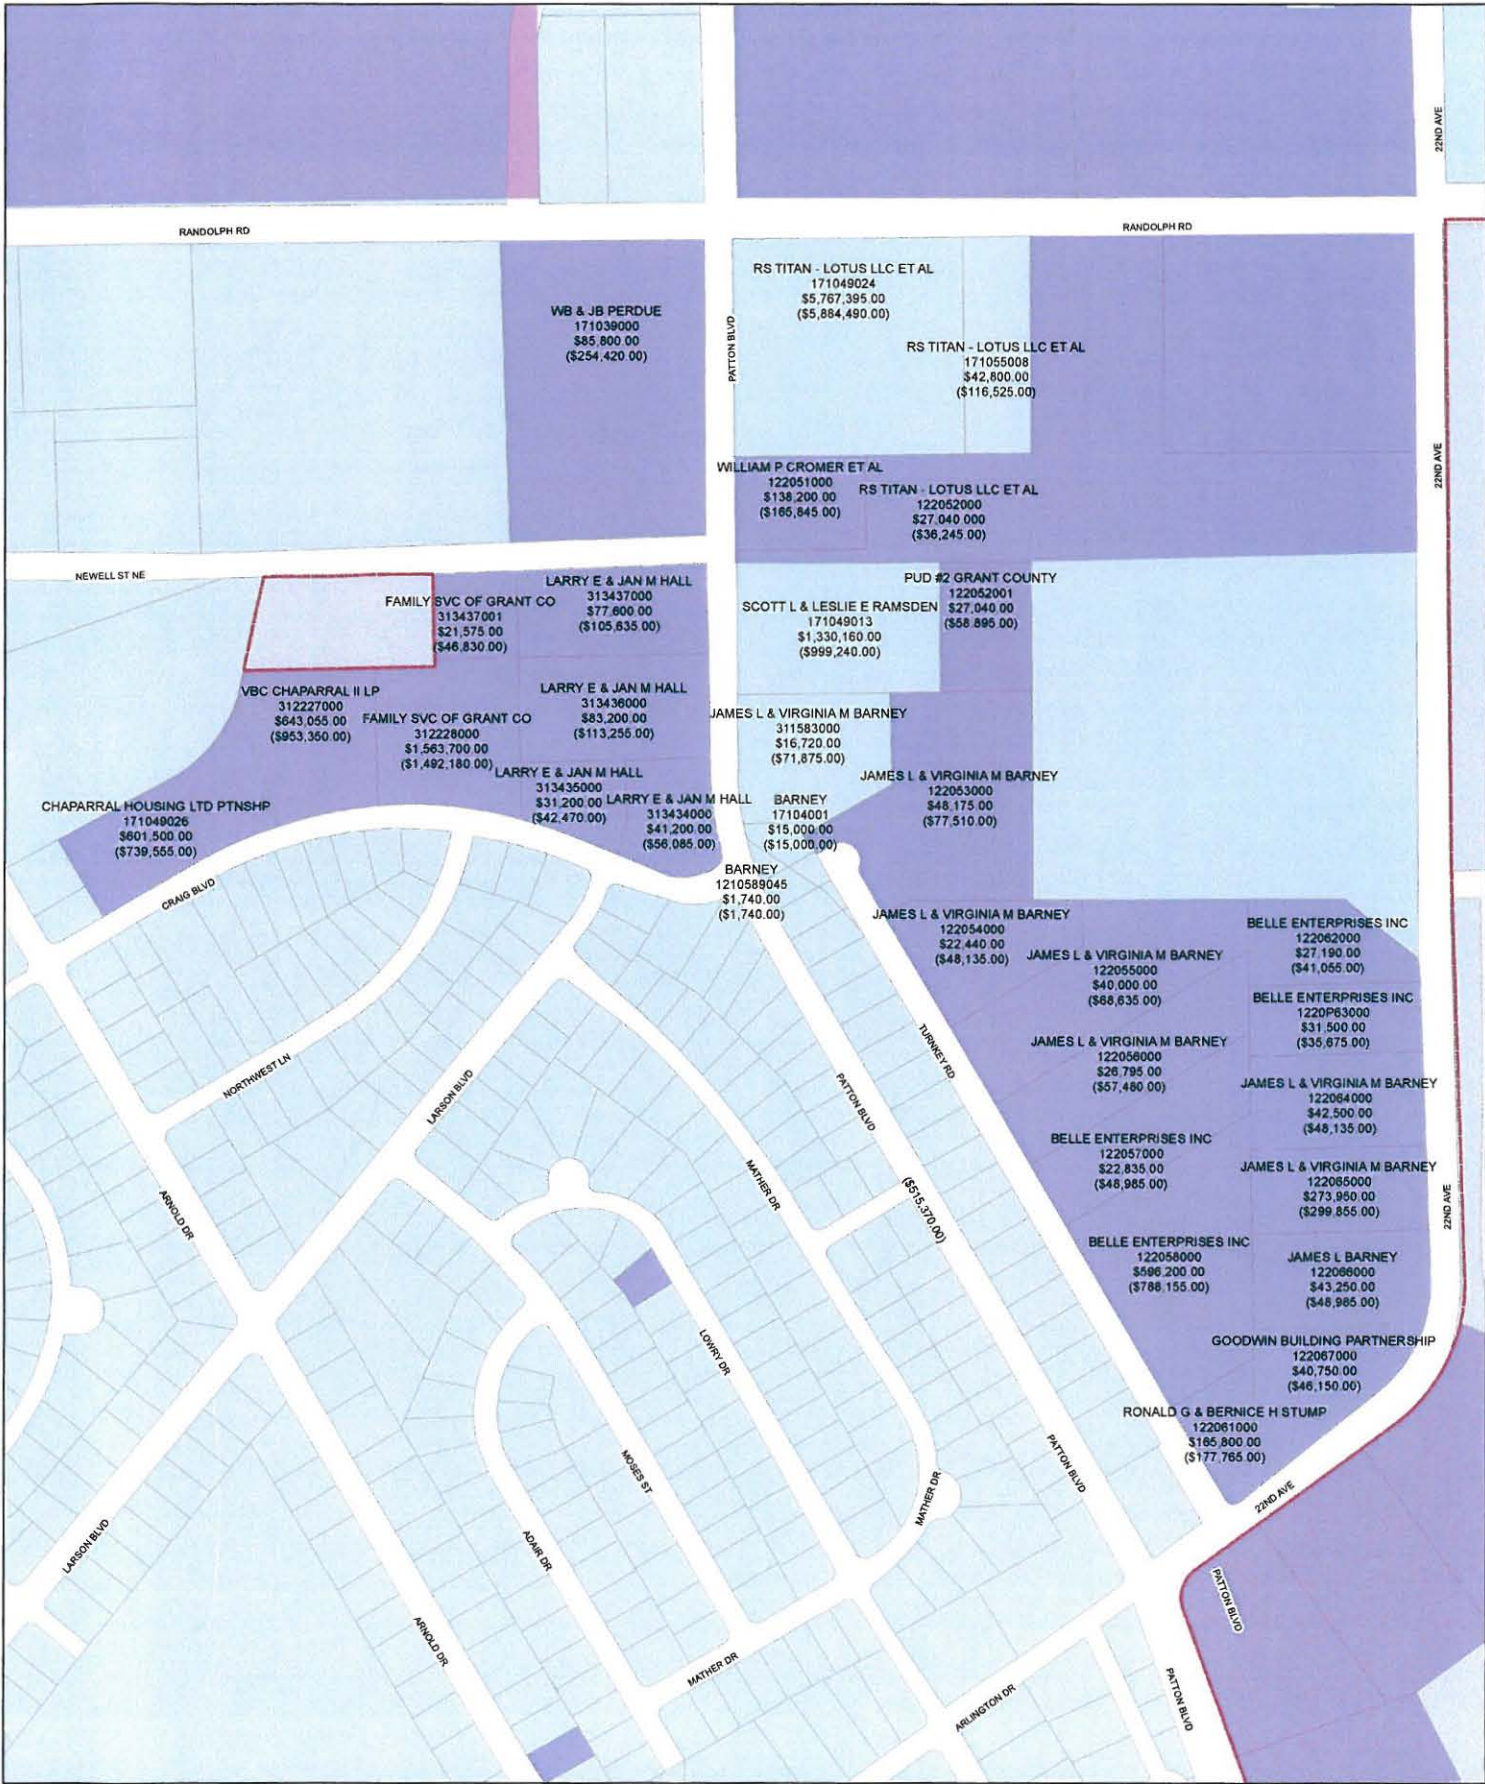 22ND AVE
RANDOLPH RD
RANDOLPH RD
WB & JB PERDUE
171039000
$85,800.00
($254,420.00)
PATTON BLVD
RS TITAN - LOTUS LLC ET AL
171049024
$5,767,395.00
($5,884,490.00)
RS TITAN - LOTUS LLC ET AL
171055008
$42,800.00
($116,525.00)
22ND AVE
WILLIAM P CROMER ET AL
122051000
$138,200.00
($165,845.00)
RS TITAN - LOTUS LLC ET AL
122052000
$27,040.000
($36,245.00)
NEWELL ST NE
FAMILY SVC OF GRANT CO
313437001
$21,575.00
($46,830.00)
LARRY E & JAN M HALL
313437000
$77,600.00
($105,635.00)
SCOTT L & LESLIE E RAMSDEN
171049013
$1,330,160.00
($999,240.00)
PUD #2 GRANT COUNTY
122052001
$27,040.00
($58,895.00)
VBC CHAPARRAL II LP
312227000
$643,055.00
($953,350.00)
FAMILY SVC OF GRANT CO
312228000
$1,563,700.00
($1,492,180.00)
LARRY E & JAN M HALL
313436000
$83,200.00
($113,255.00)
JAMES L & VIRGINIA M BARNEY
311583000
$16,720.00
($71,875.00)
LARRY E & JAN M HALL
313435000
$31,200.00
($42,470.00)
LARRY E & JAN M HALL
313434000
$41,200.00
($56,085.00)
BARNEY
17104001
$15,000.00
($15,000.00)
JAMES L & VIRGINIA M BARNEY
122053000
$48,175.00
($77,510.00)
CHAPARRAL HOUSING LTD PTNSHP
171049026
$601,500.00
($739,555.00)
CRAIG BLVD
BARNEY
1210589045
$1,740.00
($1,740.00)
JAMES L & VIRGINIA M BARNEY
122054000
$22,440.00
($48,135.00)
JAMES L & VIRGINIA M BARNEY
122055000
$40,000.00
($68,635.00)
BELLE ENTERPRISES INC
122062000
$27,190.00
($41,055.00)
BELLE ENTERPRISES INC
1220P63000
$31,500.00
($35,675.00)
TURNKEY RD
JAMES L & VIRGINIA M BARNEY
122056000
$26,795.00
($57,480.00)
NORTHWEST LN
LARSON BLVD
PATTON BLVD
JAMES L & VIRGINIA M BARNEY
122064000
$42,500.00
($48,135.00)
BELLE ENTERPRISES INC
122057000
$22,835.00
($48,985.00)
JAMES L & VIRGINIA M BARNEY
122065000
$273,950.00
($299,855.00)
22ND AVE
ARNOLD DR
MATHER DR
($515,370.00)
BELLE ENTERPRISES INC
122058000
$596,200.00
($788,155.00)
JAMES L BARNEY
122066000
$43,250.00
($48,985.00)
LOWRY DR
GOODWIN BUILDING PARTNERSHIP
122067000
$40,750.00
($46,150.00)
RONALD G & BERNICE H STUMP
122061000
$165,800.00
($177,765.00)
MOSES ST
PATTON BLVD
MATHER DR
22ND AVE
LARSON BLVD
ADAIR DR
PATTON BLVD
ARNOLD DR
MATHER DR
ARLINGTON DR
PATTON BLVD